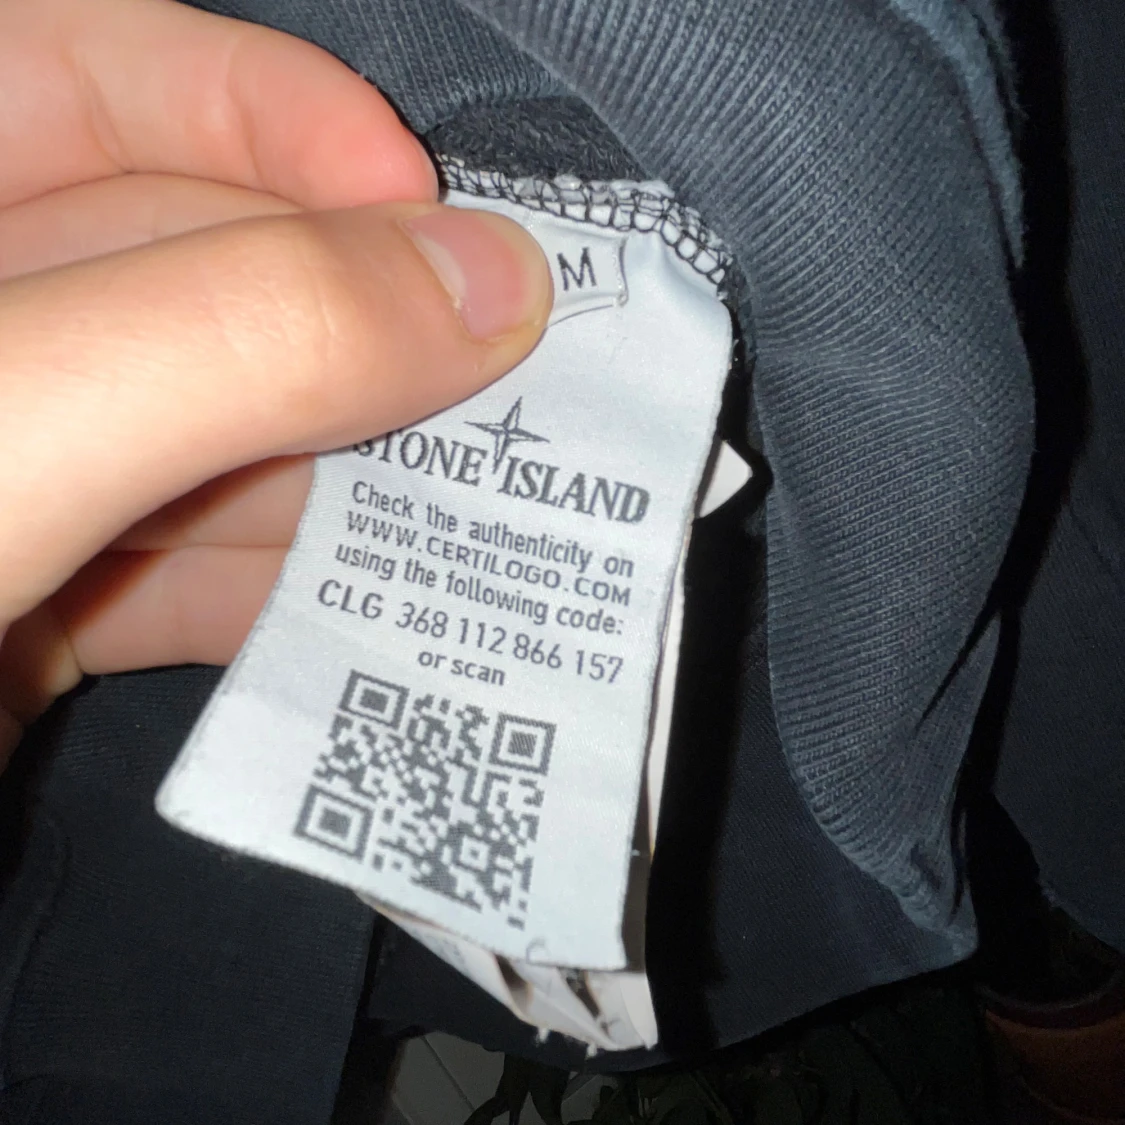 M
STONE ISLAND
Check the authenticity on
WWW.CERTILOGO.COM
using the following code:
CLG 368 112 866 157
or scan